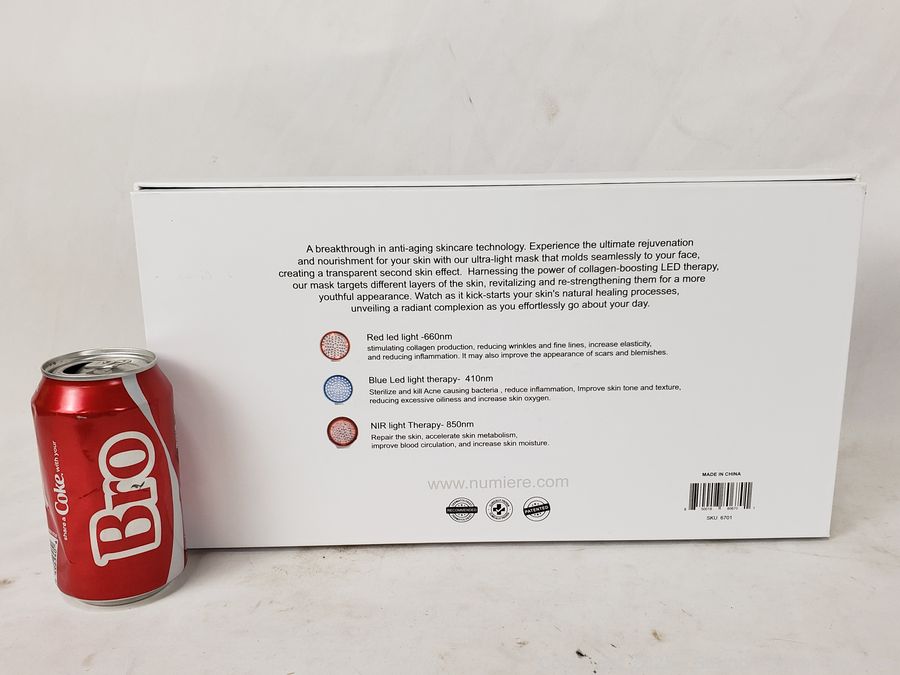 A breakthrough in anti-aging skincare technology. Experience the ultimate rejuvenation
and nourishment for your skin with our ultra-light mask that molds seamlessly to your face,
creating a transparent second skin effect. Harnessing the power of collagen-boosting LED therapy,
our mask targets different layers of the skin, revitalizing and re-strengthening them for a more
youthful appearance. Watch as it kick-starts your skin's natural healing processes,
unveiling a radiant complexion as you effortlessly go about your day.
Red led light -660nm
stimulating collagen production, reducing wrinkles and fine lines, increase elasticity,
and reducing inflammation. It may also improve the appearance of scars and blemishes.
Blue Led light therapy- 410nm
Sterilize and kill Acne causing bacteria , reduce inflammation, Improve skin tone and texture,
reducing excessive oiliness and increase skin oxygen.
NIR light Therapy- 850nm
Repair the skin, accelerate skin metabolism,
improve blood circulation, and increase skin moisture.
www.numiere.com
RECOMMENDED
PATENTED
MADE IN CHINA
SKU 6701
share a Coke with your
Bro